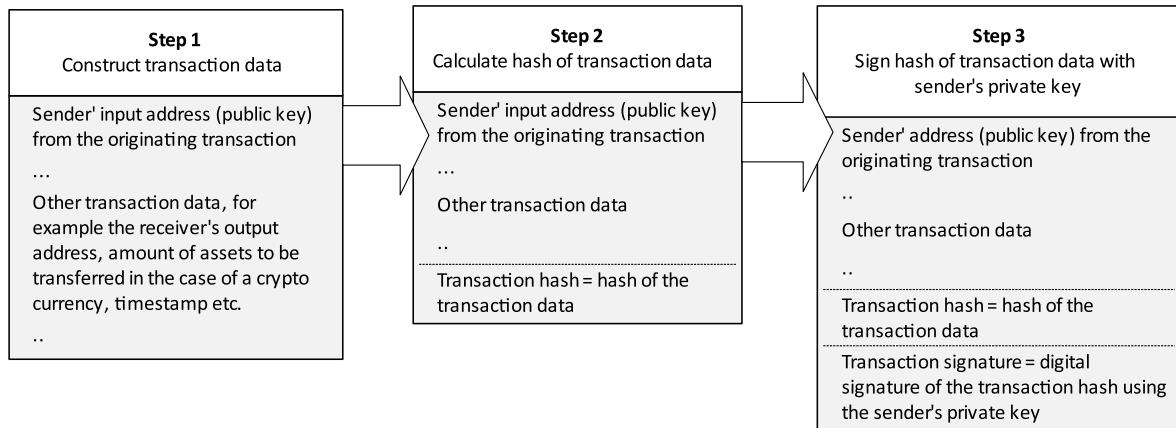 Step 1
Construct transaction data
Sender' input address (public key)
from the originating transaction
...
Other transaction data, for
example the receiver's output
address, amount of assets to be
transferred in the case of a crypto
currency, timestamp etc.
..
Step 2
Calculate hash of transaction data
Sender' input address (public key)
from the originating transaction
...
Other transaction data
..
Transaction hash = hash of the
transaction data
Step 3
Sign hash of transaction data with
sender's private key
Sender' address (public key) from the
originating transaction
..
Other transaction data
..
Transaction hash = hash of the
transaction data
Transaction signature = digital
signature of the transaction hash using
the sender's private key